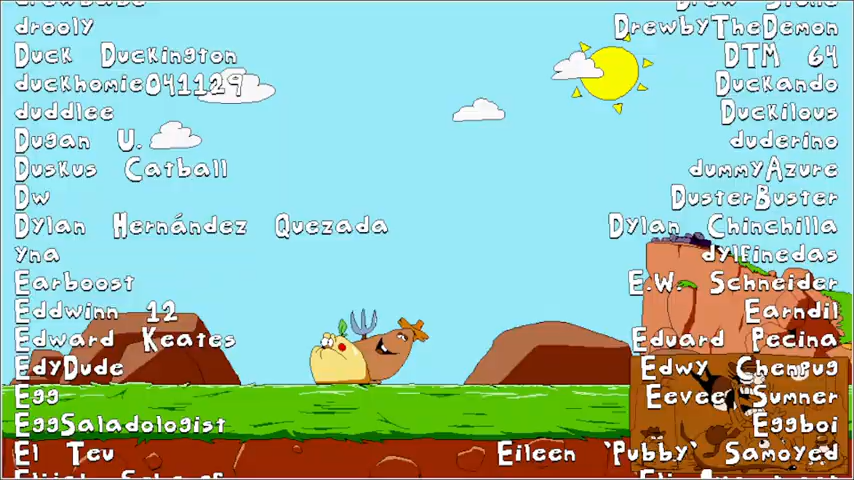 drooly
DrewbyTheDemon
Duck Duckington
DTM 64
duckhomie041129
Duckando
duddlee
Duckilous
Dugan U.
duderino
Duskus Catball
dummyAzure
Dw
DusterBuster
Dylan Hernández Quezada
Dylan Chinchilla
yna
dylfinedas
Earboost
E.W. Schneider
Eddwinn 12
Earndil
Edward Keates
Eduard Pecina
EdyDude
Edwy Chenpug
Egg
Eevee Sumner
EggSaladologist
Eggboi
El Teu
Eileen 'Pubby' Samoyed